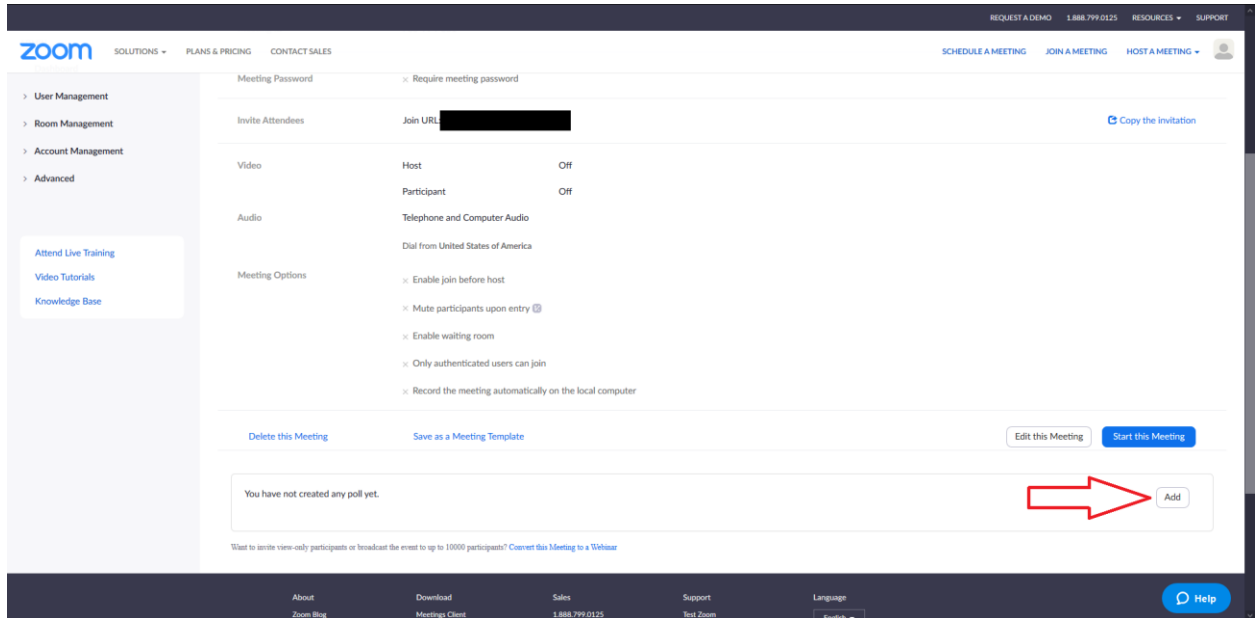 REQUEST A DEMO 1.888.799.0125 RESOURCES SUPPORT
zoom SOLUTIONS PLANS & PRICING CONTACT SALES SCHEDULE A MEETING JOIN A MEETING HOST A MEETING
User Management
Room Management
Account Management
Advanced
Attend Live Training
Video Tutorials
Knowledge Base
Meeting Password × Require meeting password
Invite Attendees Join URL: Copy the invitation
Video Host Off
Participant Off
Audio Telephone and Computer Audio
Dial from United States of America
Meeting Options × Enable join before host
× Mute participants upon entry
× Enable waiting room
× Only authenticated users can join
× Record the meeting automatically on the local computer
Delete this Meeting Save as a Meeting Template Edit this Meeting Start this Meeting
You have not created any poll yet. Add
Want to invite view-only participants or broadcast the event to up to 10000 participants? Convert this Meeting to a Webinar
About Download Sales Support Language
Zoom Blog Meetings Client 1.888.799.0125 Test Zoom English
Help